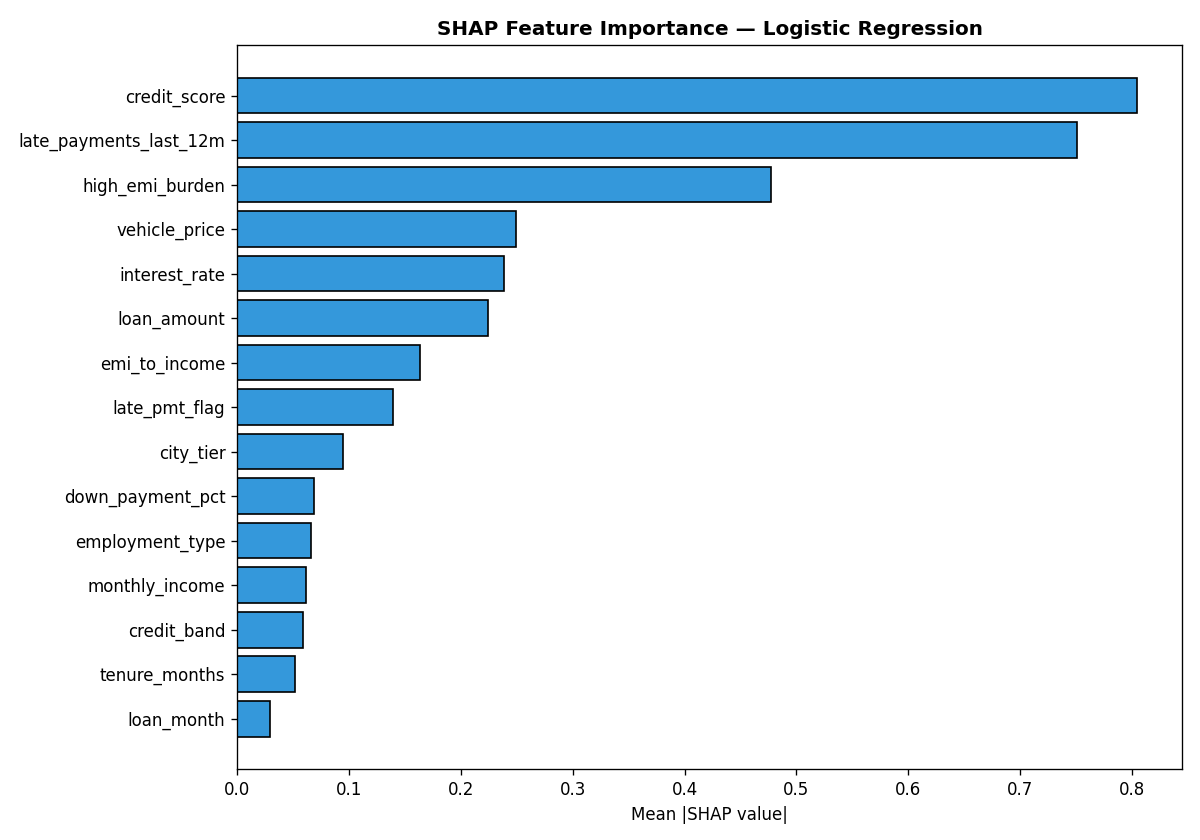 SHAP Feature Importance — Logistic Regression
credit_score
late_payments_last_12m
high_emi_burden
vehicle_price
interest_rate
loan_amount
emi_to_income
late_pmt_flag
city_tier
down_payment_pct
employment_type
monthly_income
credit_band
tenure_months
loan_month
0.0 0.1 0.2 0.3 0.4 0.5 0.6 0.7 0.8
Mean |SHAP value|